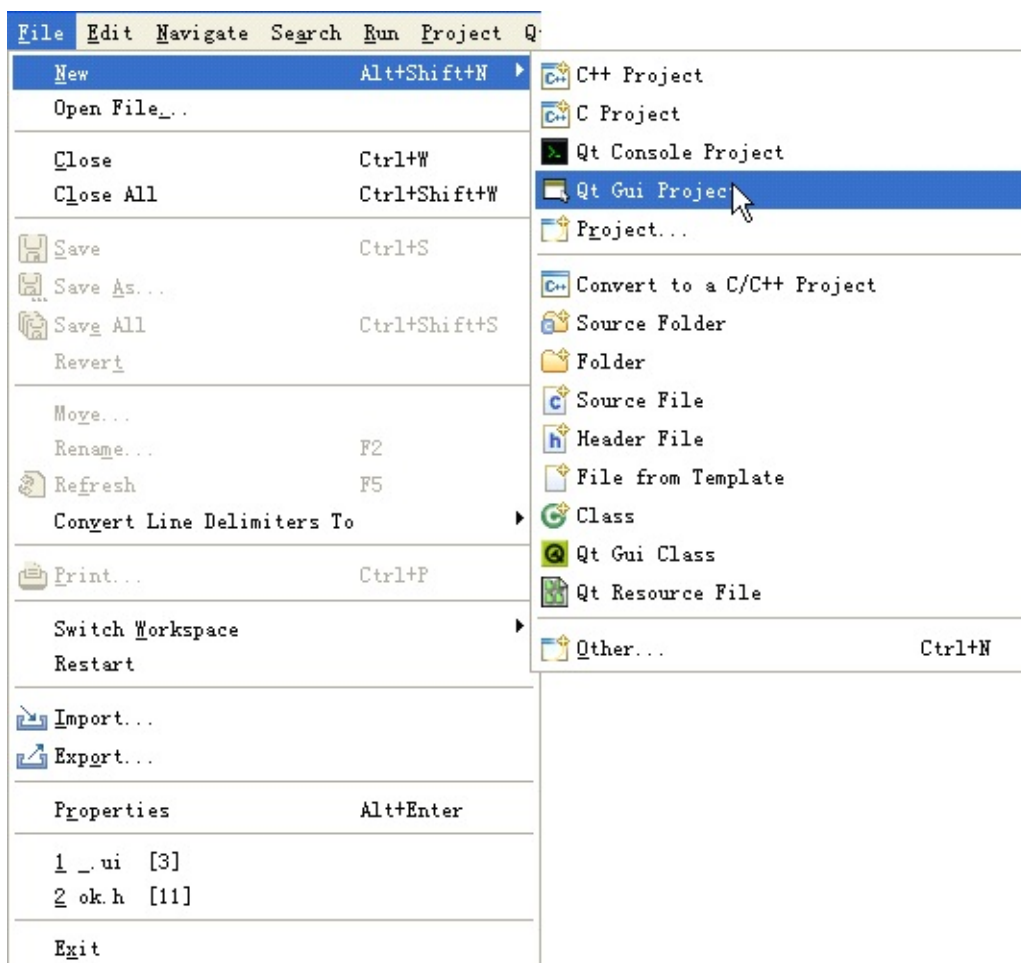 File Edit Navigate Search Run Project Q
New Alt+Shift+N
Open File...
Close Ctrl+W
Close All Ctrl+Shift+W
Save Ctrl+S
Save As...
Save All Ctrl+Shift+S
Revert
Move...
Rename... F2
Refresh F5
Convert Line Delimiters To
Print... Ctrl+P
Switch Workspace
Restart
Import...
Export...
Properties Alt+Enter
1 _.ui [3]
2 ok.h [11]
Exit
C++ Project
C Project
Qt Console Project
Qt Gui Projec
Project...
Convert to a C/C++ Project
Source Folder
Folder
Source File
Header File
File from Template
Class
Qt Gui Class
Qt Resource File
Other... Ctrl+N